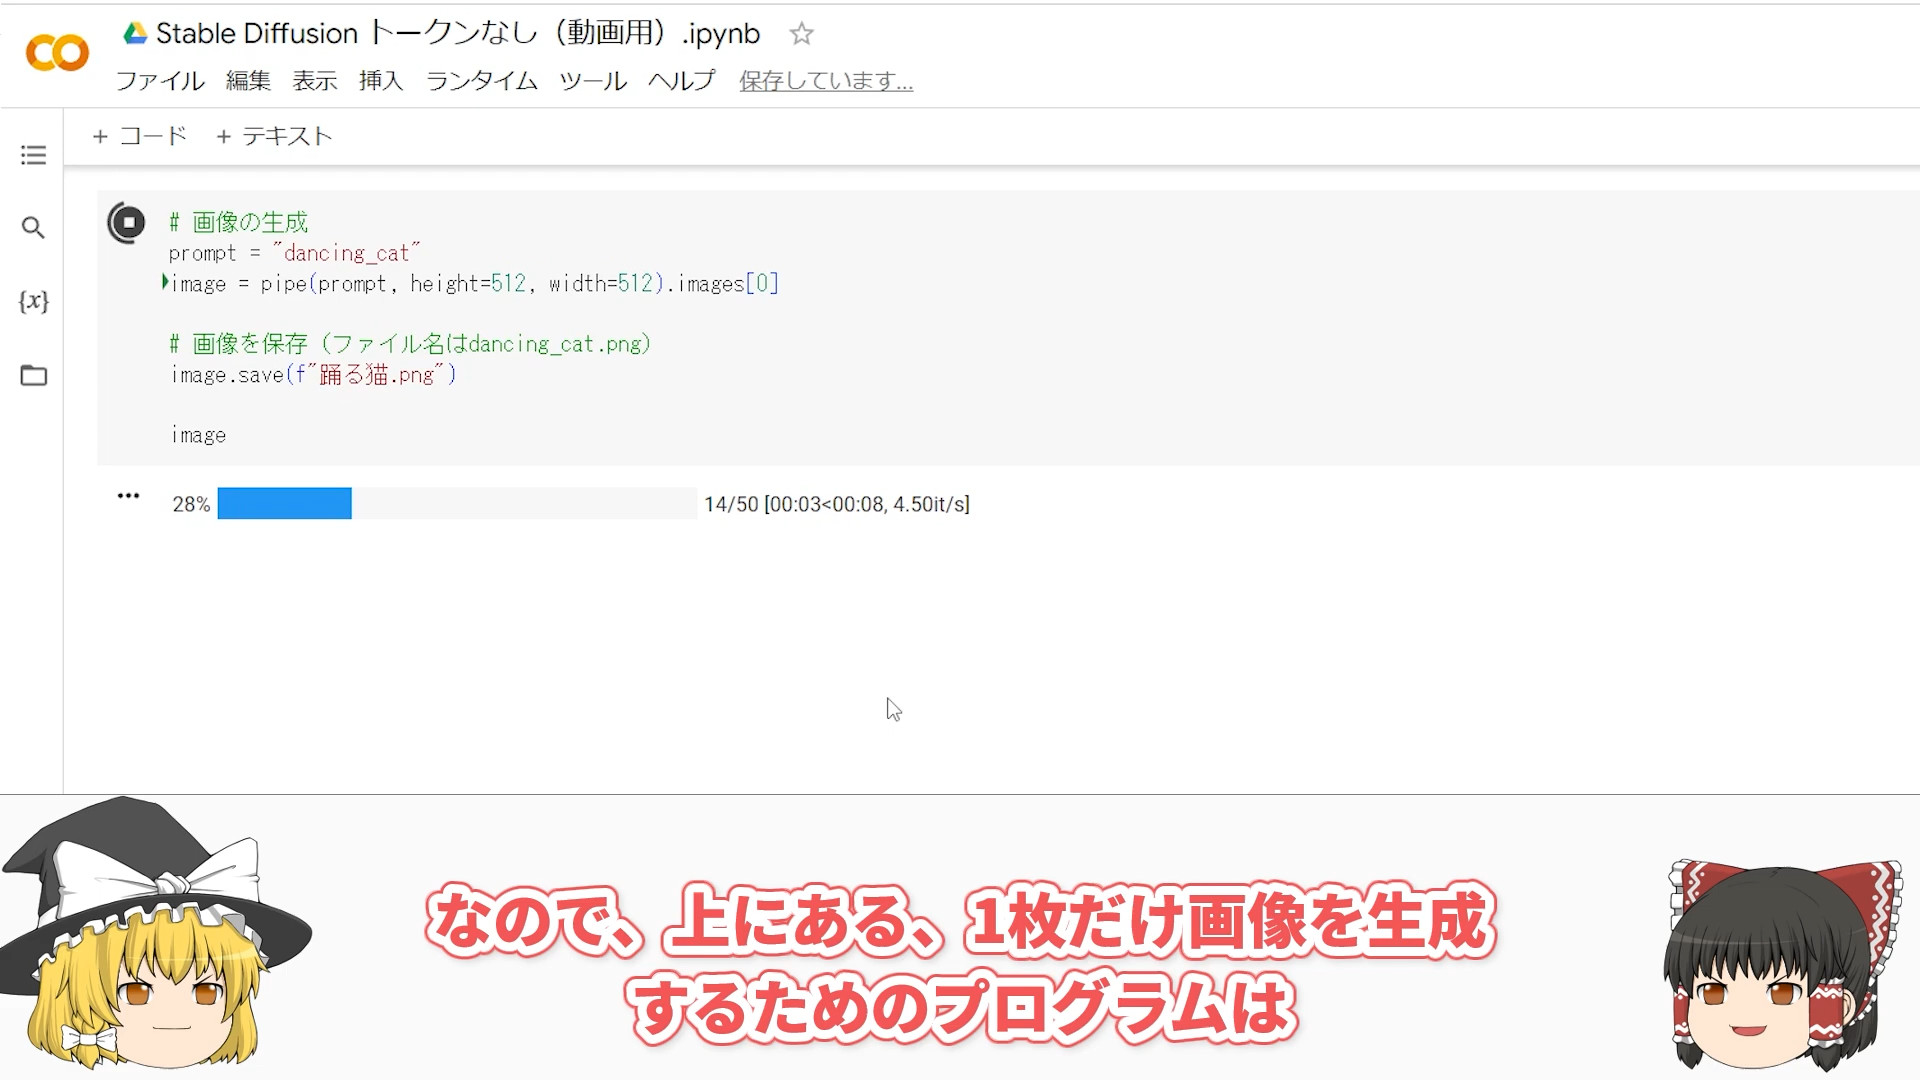 Stable Diffusion トークンなし（動画用）.ipynb
ファイル 編集 表示 挿入 ランタイム ツール ヘルプ 保存しています...
+ コード + テキスト
{x}
# 画像の生成
prompt = "dancing_cat"
image = pipe(prompt, height=512, width=512).images[0]
# 画像を保存（ファイル名はdancing_cat.png）
image.save(f"踊る猫.png")
image
28% 14/50 [00:03<00:08, 4.50it/s]
なので、上にある、1枚だけ画像を生成
するためのプログラムは